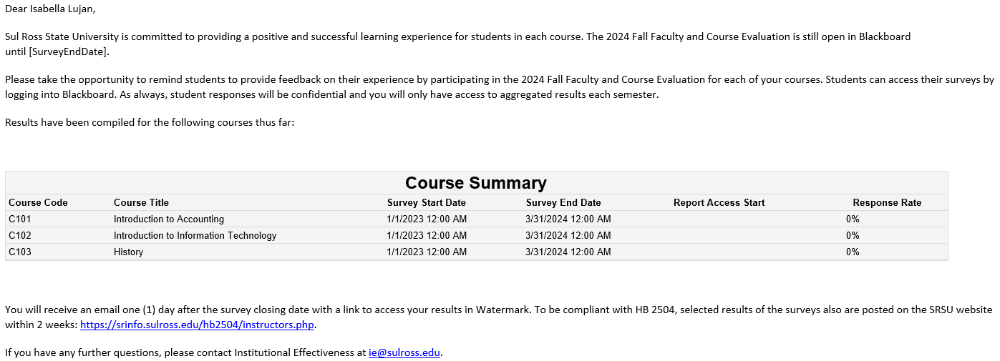 Dear Isabella Lujan,
Sul Ross State University is committed to providing a positive and successful learning experience for students in each course. The 2024 Fall Faculty and Course Evaluation is still open in Blackboard
until [SurveyEndDate].
Please take the opportunity to remind students to provide feedback on their experience by participating in the 2024 Fall Faculty and Course Evaluation for each of your courses. Students can access their surveys by
logging into Blackboard. As always, student responses will be confidential and you will only have access to aggregated results each semester.
Results have been compiled for the following courses thus far:
Course Summary
Course Code Course Title Survey Start Date Survey End Date Report Access Start Response Rate
C101 Introduction to Accounting 1/1/2023 12:00 AM 3/31/2024 12:00 AM 0%
C102 Introduction to Information Technology 1/1/2023 12:00 AM 3/31/2024 12:00 AM 0%
C103 History 1/1/2023 12:00 AM 3/31/2024 12:00 AM 0%
You will receive an email one (1) day after the survey closing date with a link to access your results in Watermark. To be compliant with HB 2504, selected results of the surveys also are posted on the SRSU website
within 2 weeks: https://srinfo.sulross.edu/hb2504/instructors.php.
If you have any further questions, please contact Institutional Effectiveness at ie@sulross.edu.